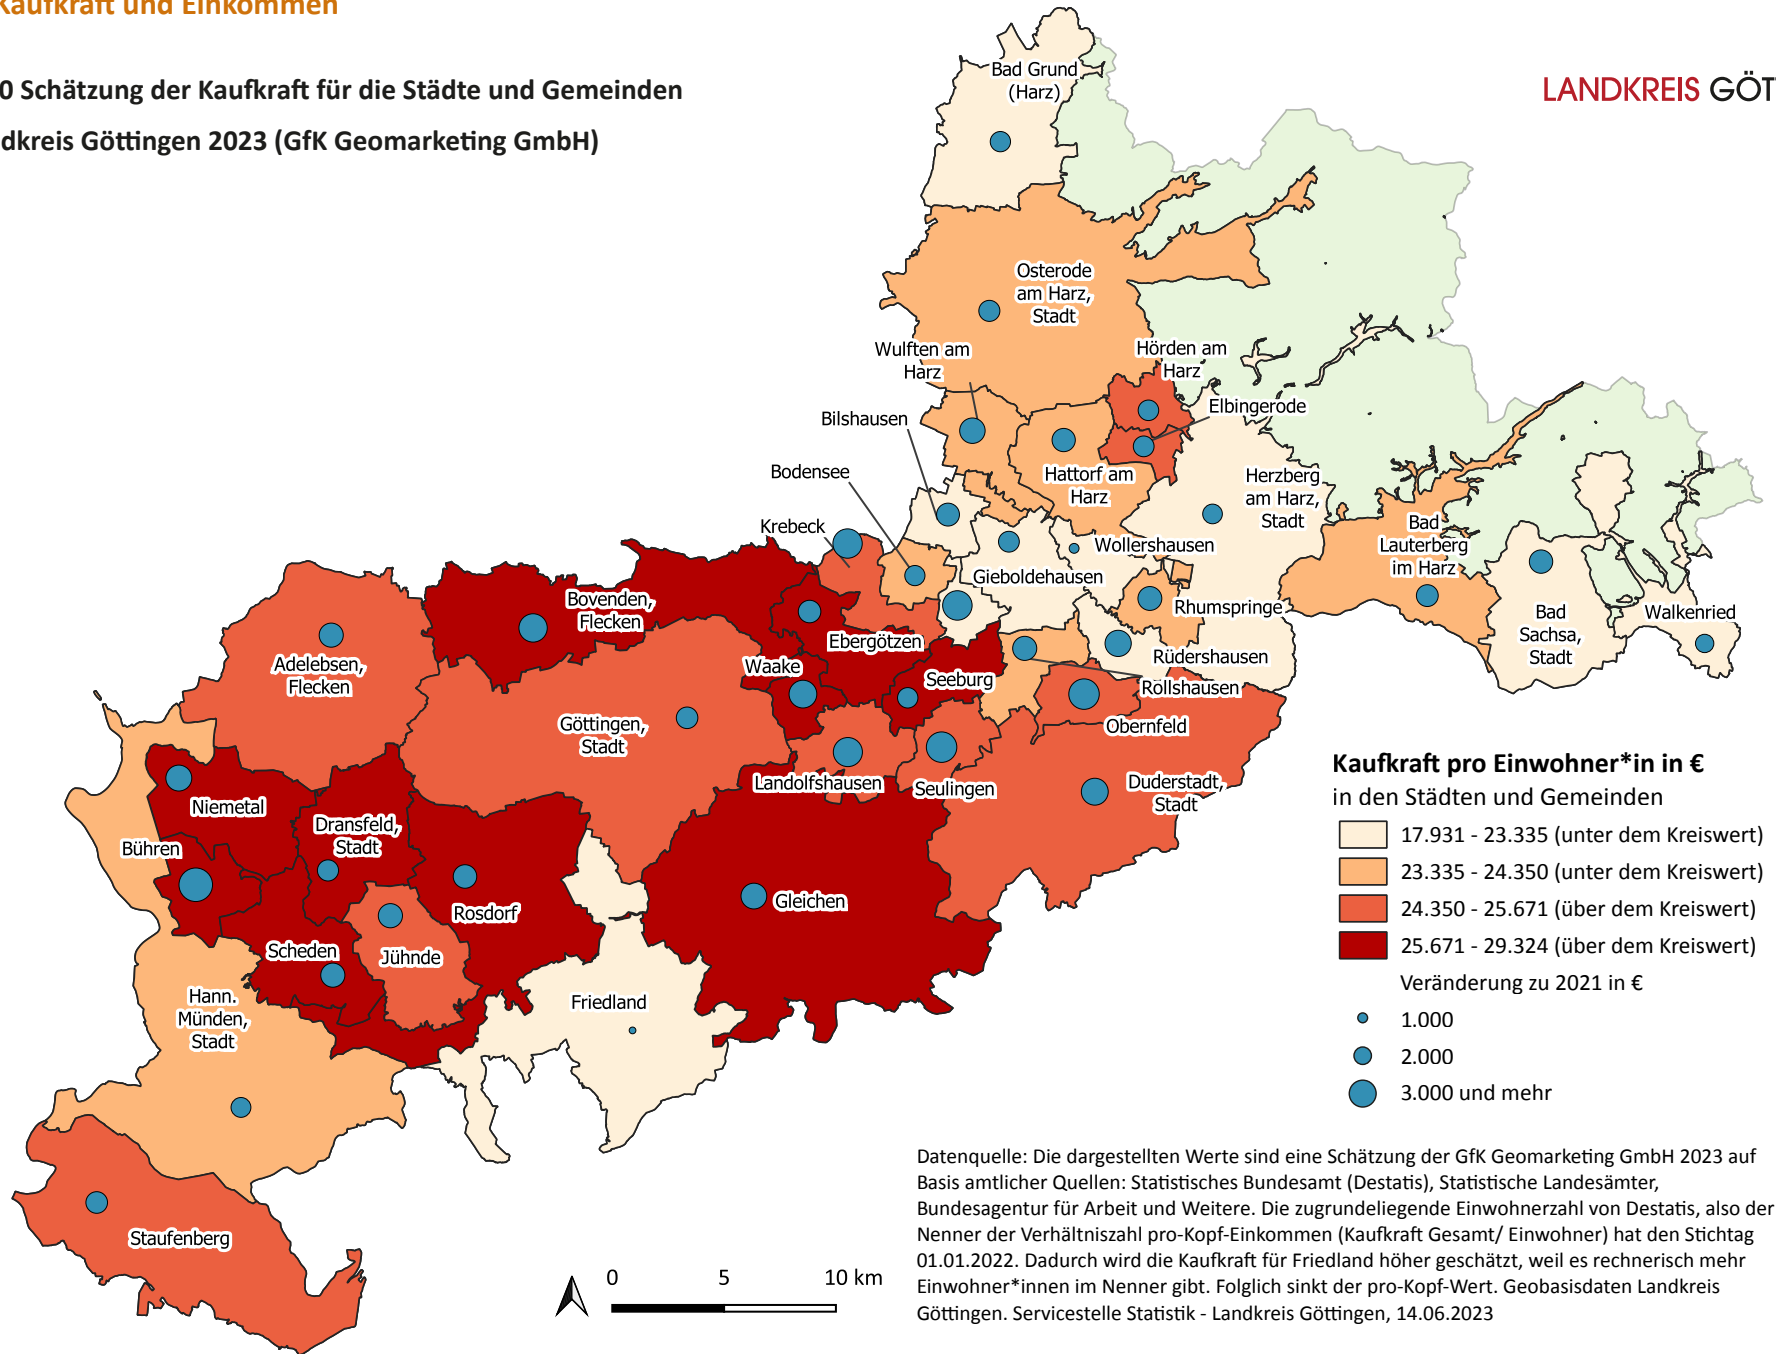 Kaufkraft und Einkommen
0 Schätzung der Kaufkraft für die Städte und Gemeinden
dkreis Göttingen 2023 (GfK Geomarketing GmbH)
LANDKREIS GÖT
Bad Grund
(Harz)
Osterode
am Harz,
Stadt
Wulften am
Harz
Hörden am
Harz
Elbingerode
Bilshausen
Bodensee
Hattorf am
Harz
Herzberg
am Harz,
Stadt
Krebeck
Wollershausen
Bad
Lauterberg
im Harz
Gieboldehausen
Rhumspringe
Bad
Sachsa,
Stadt
Walkenried
Bovenden,
Flecken
Ebergötzen
Rüdershausen
Adelebsen,
Flecken
Waake
Seeburg
Röllshausen
Göttingen,
Stadt
Obernfeld
Landolfshausen
Seulingen
Duderstadt,
Stadt
Niemetal
Dransfeld,
Stadt
Bühren
Rosdorf
Gleichen
Scheden
Jühnde
Hann.
Münden,
Stadt
Friedland
Staufenberg
Kaufkraft pro Einwohner*in in €
in den Städten und Gemeinden
17.931 - 23.335 (unter dem Kreiswert)
23.335 - 24.350 (unter dem Kreiswert)
24.350 - 25.671 (über dem Kreiswert)
25.671 - 29.324 (über dem Kreiswert)
Veränderung zu 2021 in €
1.000
2.000
3.000 und mehr
0 5 10 km
Datenquelle: Die dargestellten Werte sind eine Schätzung der GfK Geomarketing GmbH 2023 auf
Basis amtlicher Quellen: Statistisches Bundesamt (Destatis), Statistische Landesämter,
Bundesagentur für Arbeit und Weitere. Die zugrundeliegende Einwohnerzahl von Destatis, also der
Nenner der Verhältniszahl pro-Kopf-Einkommen (Kaufkraft Gesamt/ Einwohner) hat den Stichtag
01.01.2022. Dadurch wird die Kaufkraft für Friedland höher geschätzt, weil es rechnerisch mehr
Einwohner*innen im Nenner gibt. Folglich sinkt der pro-Kopf-Wert. Geobasisdaten Landkreis
Göttingen. Servicestelle Statistik - Landkreis Göttingen, 14.06.2023